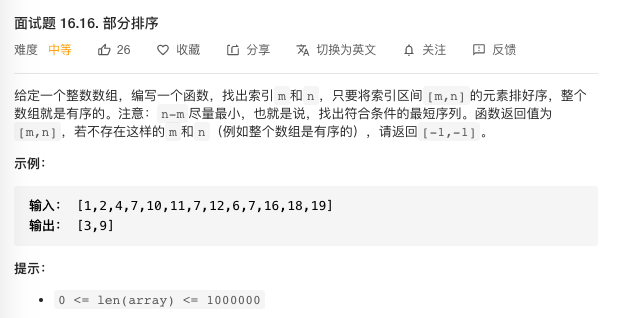 面试题 16.16. 部分排序
难度 中等 26 收藏 分享 切换为英文 关注 反馈
给定一个整数数组，编写一个函数，找出索引 m 和 n ，只要将索引区间 [m,n] 的元素排好序，整个
数组就是有序的。注意： n-m 尽量最小，也就是说，找出符合条件的最短序列。函数返回值为
[m,n] ，若不存在这样的 m 和 n （例如整个数组是有序的），请返回 [-1,-1] 。
示例：
输入： [1,2,4,7,10,11,7,12,6,7,16,18,19]
输出： [3,9]
提示：
• 0 <= len(array) <= 1000000